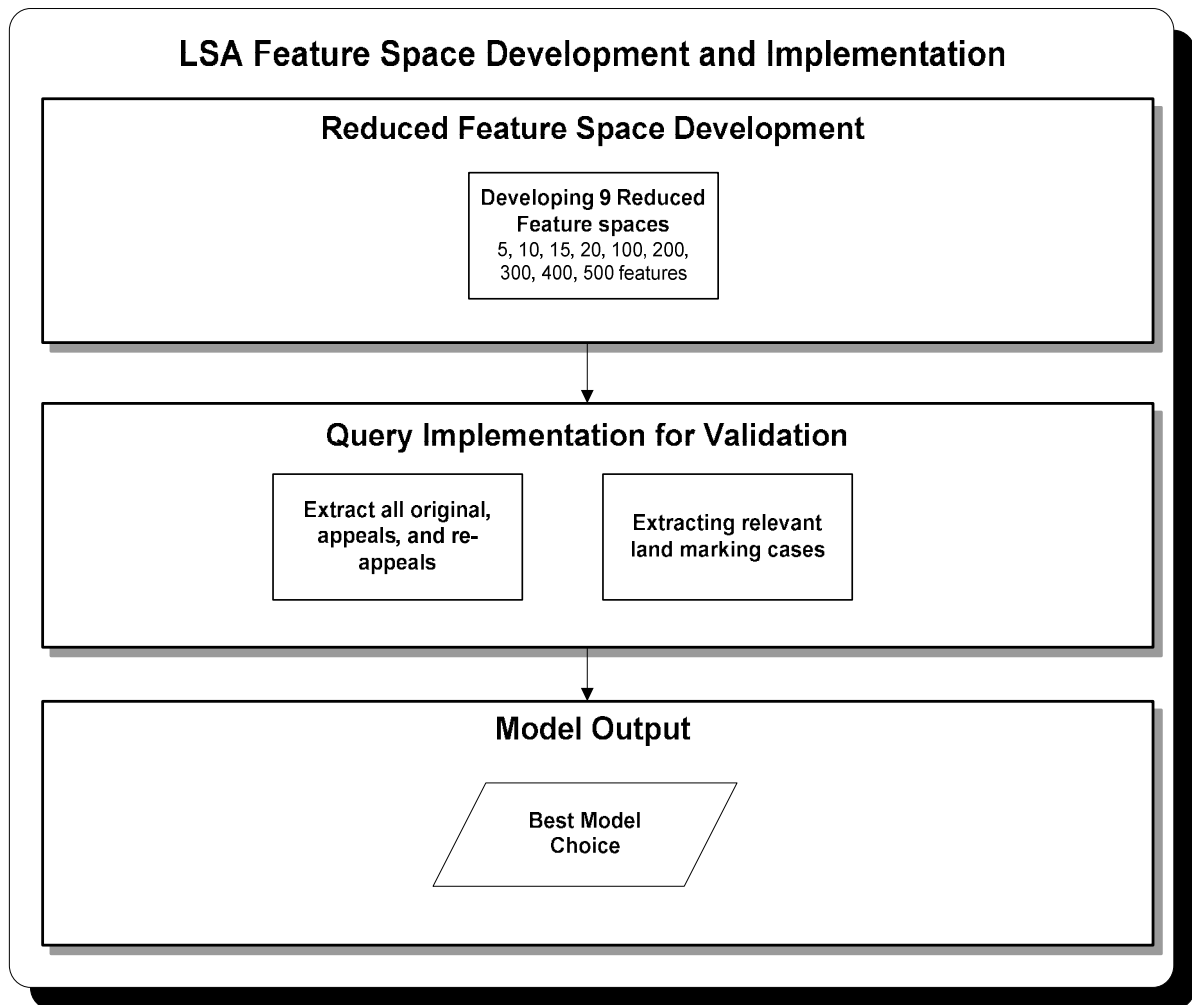 LSA Feature Space Development and Implementation
Reduced Feature Space Development
Developing 9 Reduced
Feature spaces
5, 10, 15, 20, 100, 200,
300, 400, 500 features
Query Implementation for Validation
Extract all original,
appeals, and re-
appeals
Extracting relevant
land marking cases
Model Output
Best Model
Choice